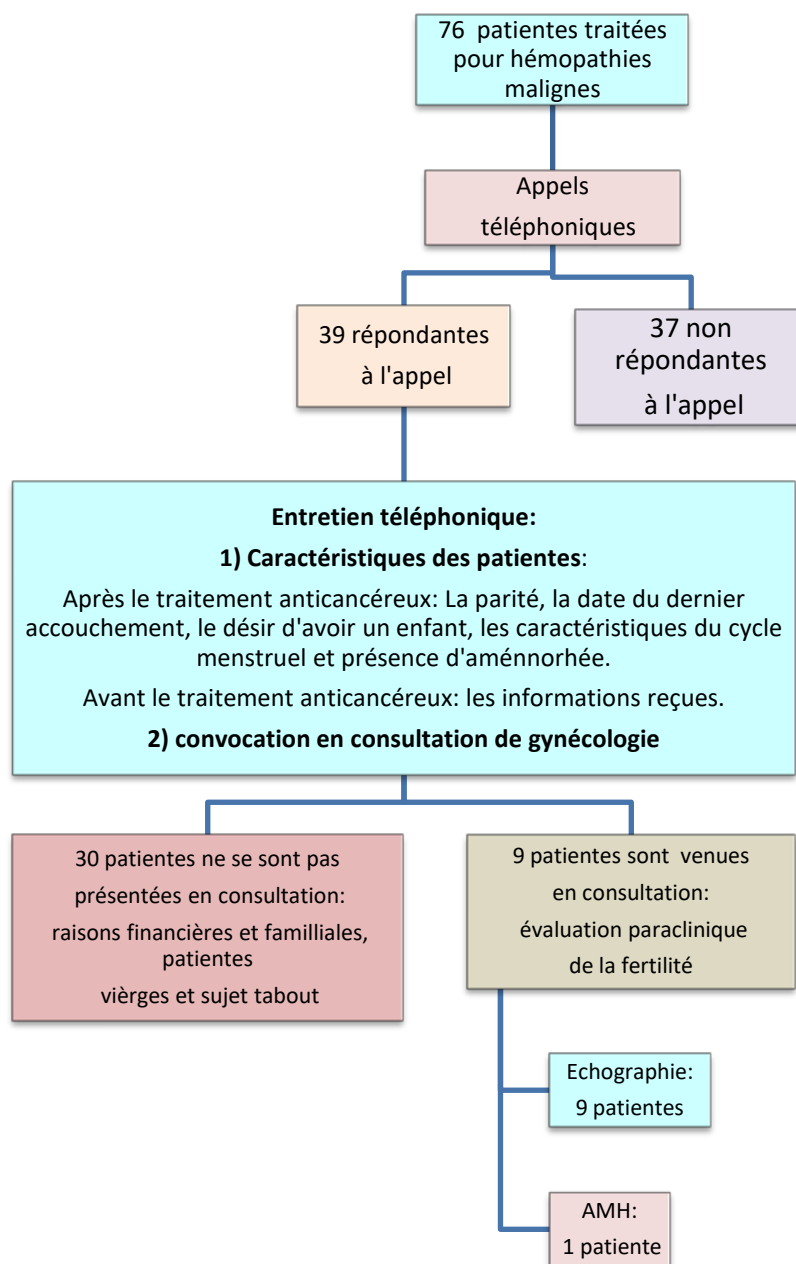 76 patientes traitées
pour hémopathies
malignes
Appels
téléphoniques
39 répondantes
à l'appel
37 non
répondantes
à l'appel
Entretien téléphonique:
1) Caractéristiques des patientes:
Après le traitement anticancéreux: La parité, la date du dernier
accouchement, le désir d'avoir un enfant, les caractéristiques du cycle
menstruel et présence d'aménnorhée.
Avant le traitement anticancéreux: les informations reçues.
2) convocation en consultation de gynécologie
30 patientes ne se sont pas
présentées en consultation:
raisons financières et familliales,
patientes
vièrges et sujet tabout
9 patientes sont venues
en consultation:
évaluation paraclinique
de la fertilité
Echographie:
9 patientes
AMH:
1 patiente